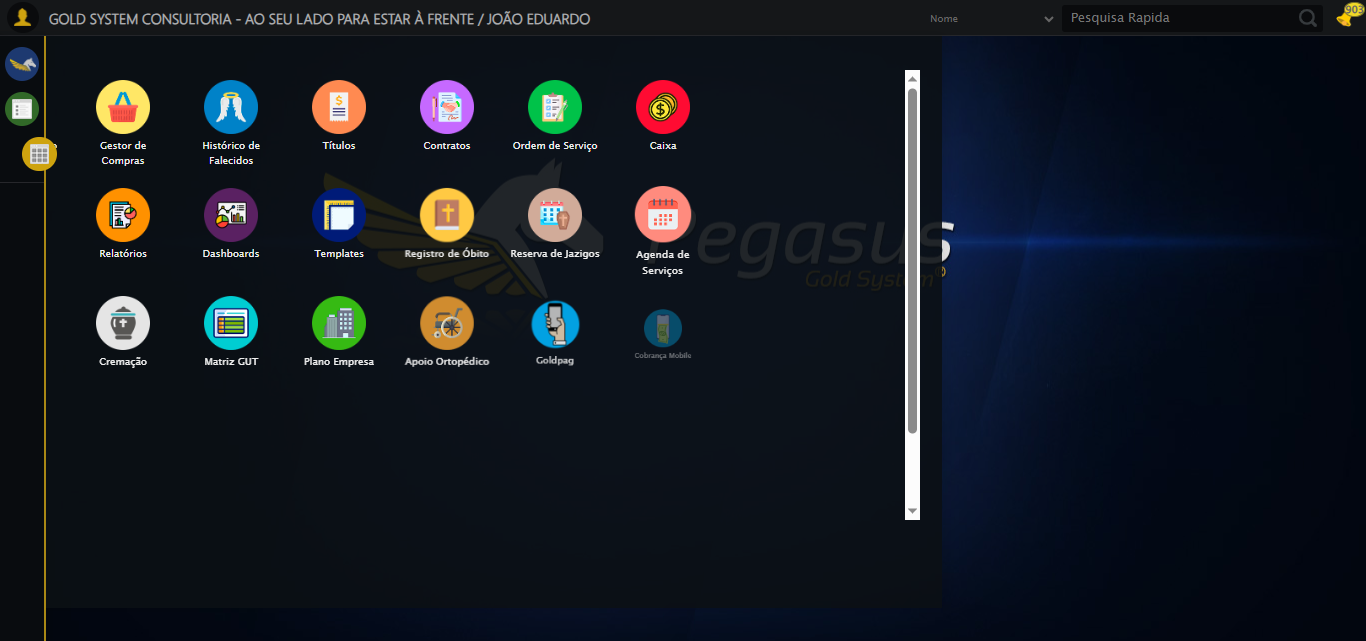 GOLD SYSTEM CONSULTORIA - AO SEU LADO PARA ESTAR À FRENTE / JOÃO EDUARDO
Nome
Pesquisa Rapida
903
Gestor de
Compras
Histórico de
Falecidos
Títulos
Contratos
Ordem de Serviço
Caixa
Relatórios
Dashboards
Templates
Registro de Óbito
Reserva de Jazigos
Agenda de
Serviços
Pegasus
Gold System®
Cremação
Matriz GUT
Plano Empresa
Apoio Ortopédico
Goldpag
Cobrança Mobile